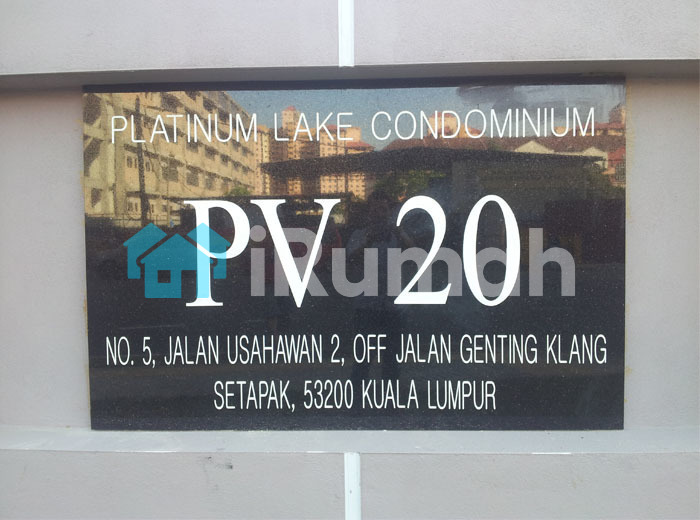 PLATINUM LAKE CONDOMINIUM
PV 20
iRumah
NO. 5, JALAN USAHAWAN 2, OFF JALAN GENTING KLANG
SETAPAK, 53200 KUALA LUMPUR